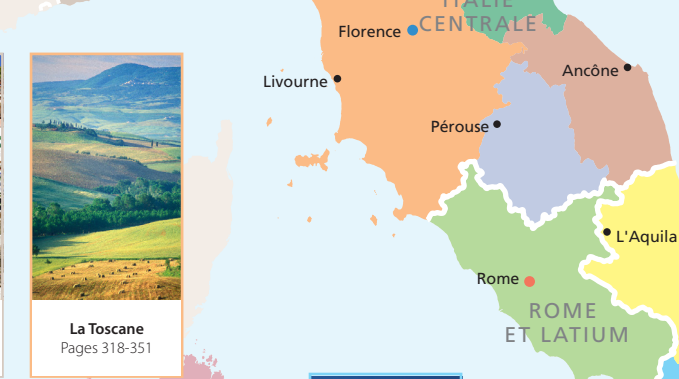 ITALIE
CENTRALE
Florence
Livourne
Ancône
Pérouse
L'Aquila
Rome
ROME
ET LATIUM
La Toscane
Pages 318-351